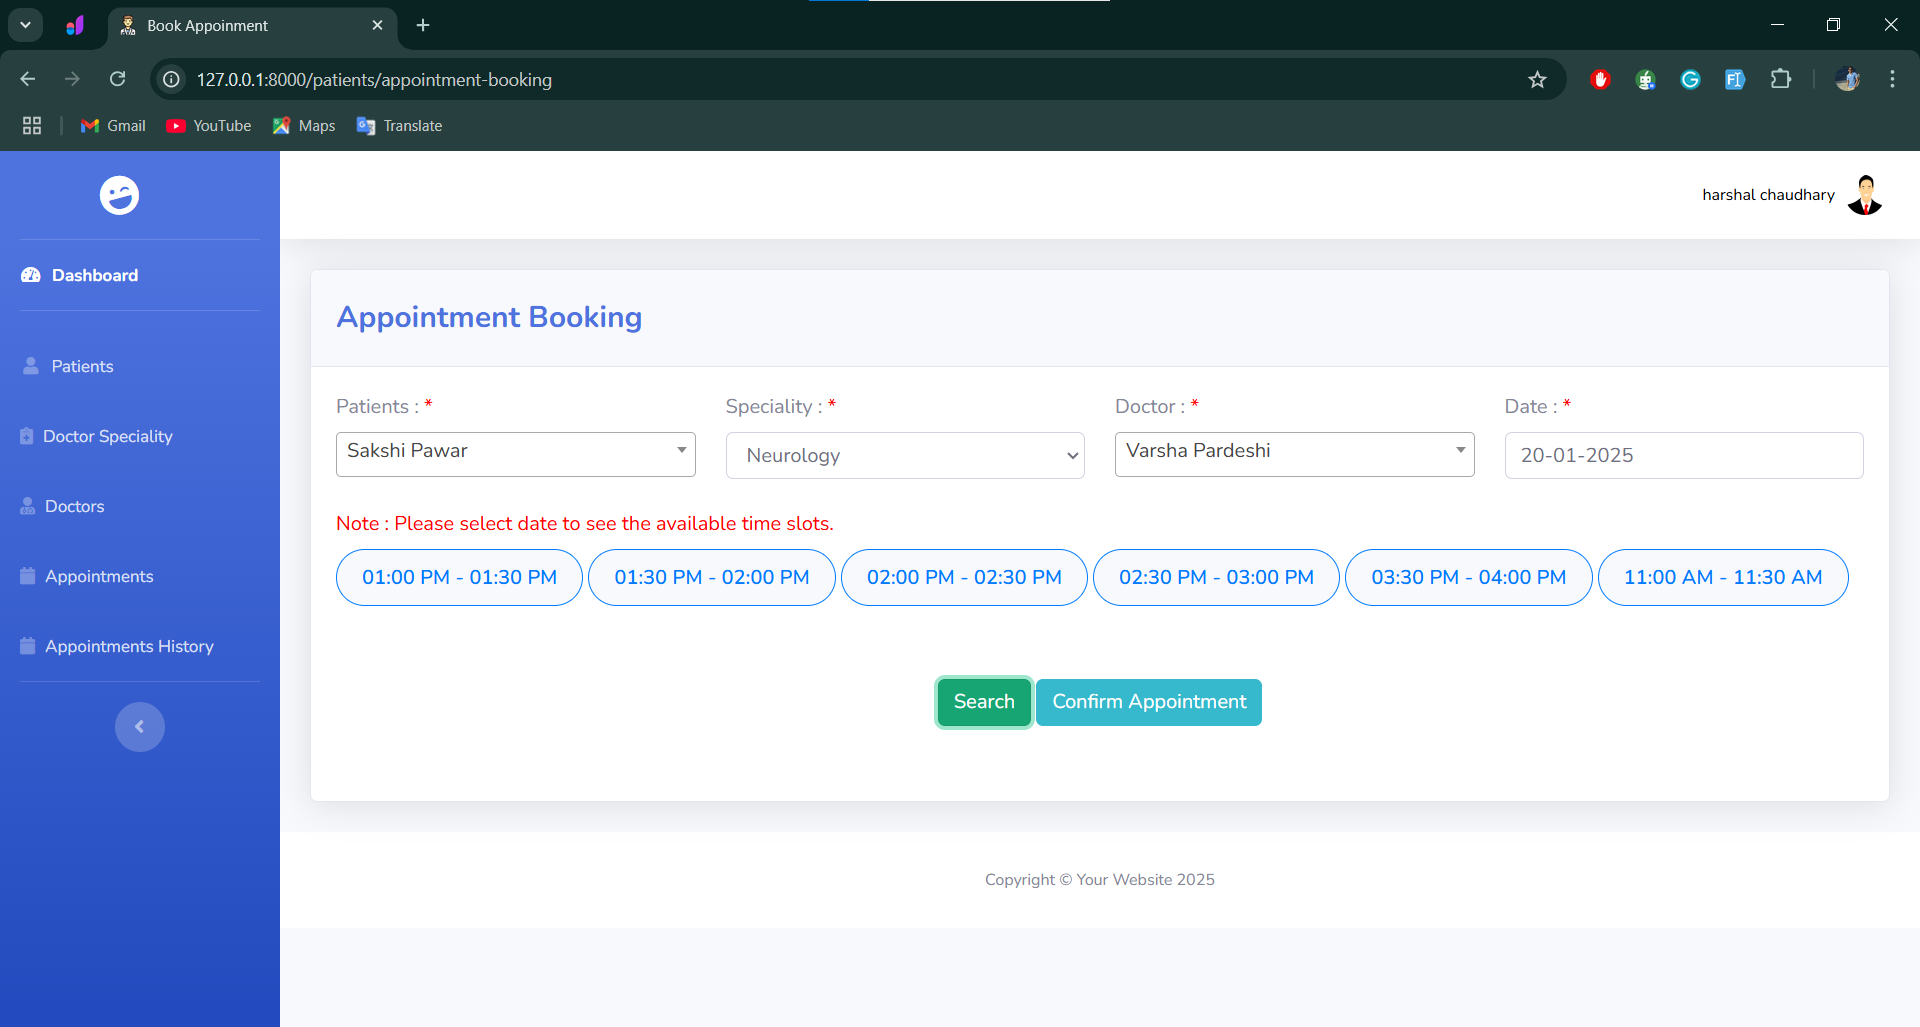 Book Appoinment
127.0.0.1:8000/patients/appointment-booking
Gmail YouTube Maps Translate
harshal chaudhary
Dashboard
Patients
Doctor Speciality
Doctors
Appointments
Appointments History
Appointment Booking
Patients : * Speciality : * Doctor : * Date : *
Sakshi Pawar Neurology Varsha Pardeshi 20-01-2025
Note : Please select date to see the available time slots.
01:00 PM - 01:30 PM 01:30 PM - 02:00 PM 02:00 PM - 02:30 PM 02:30 PM - 03:00 PM 03:30 PM - 04:00 PM 11:00 AM - 11:30 AM
Search Confirm Appointment
Copyright © Your Website 2025